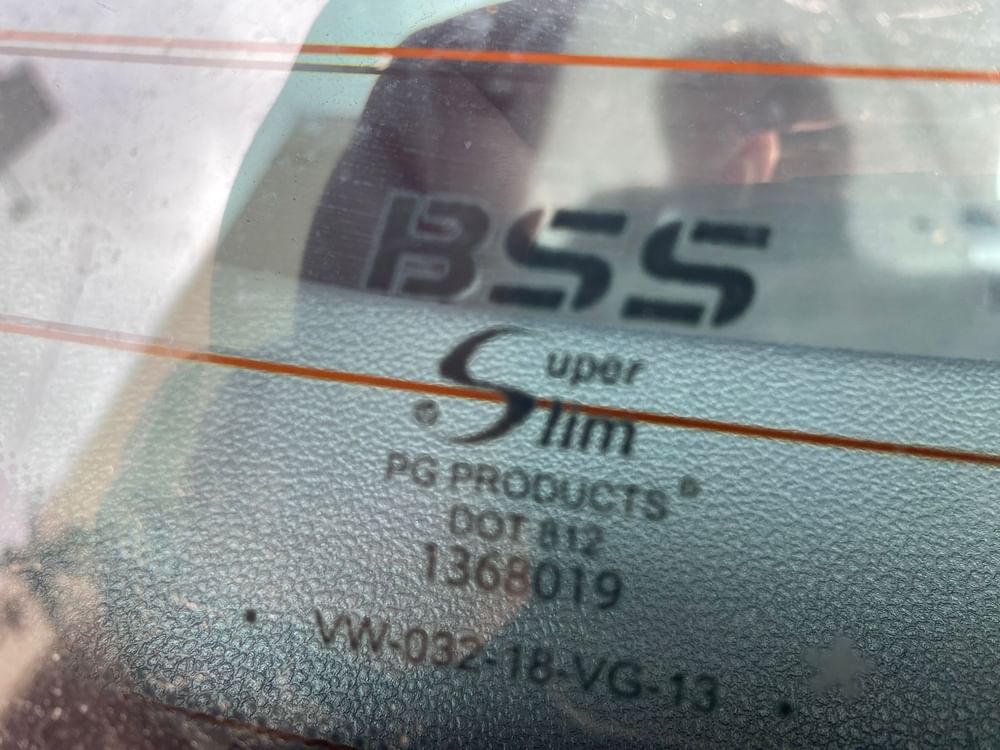 BSS
Super
Slim
PG PRODUCTS®
DOT 812
1368019
VW-032-18-VG-13